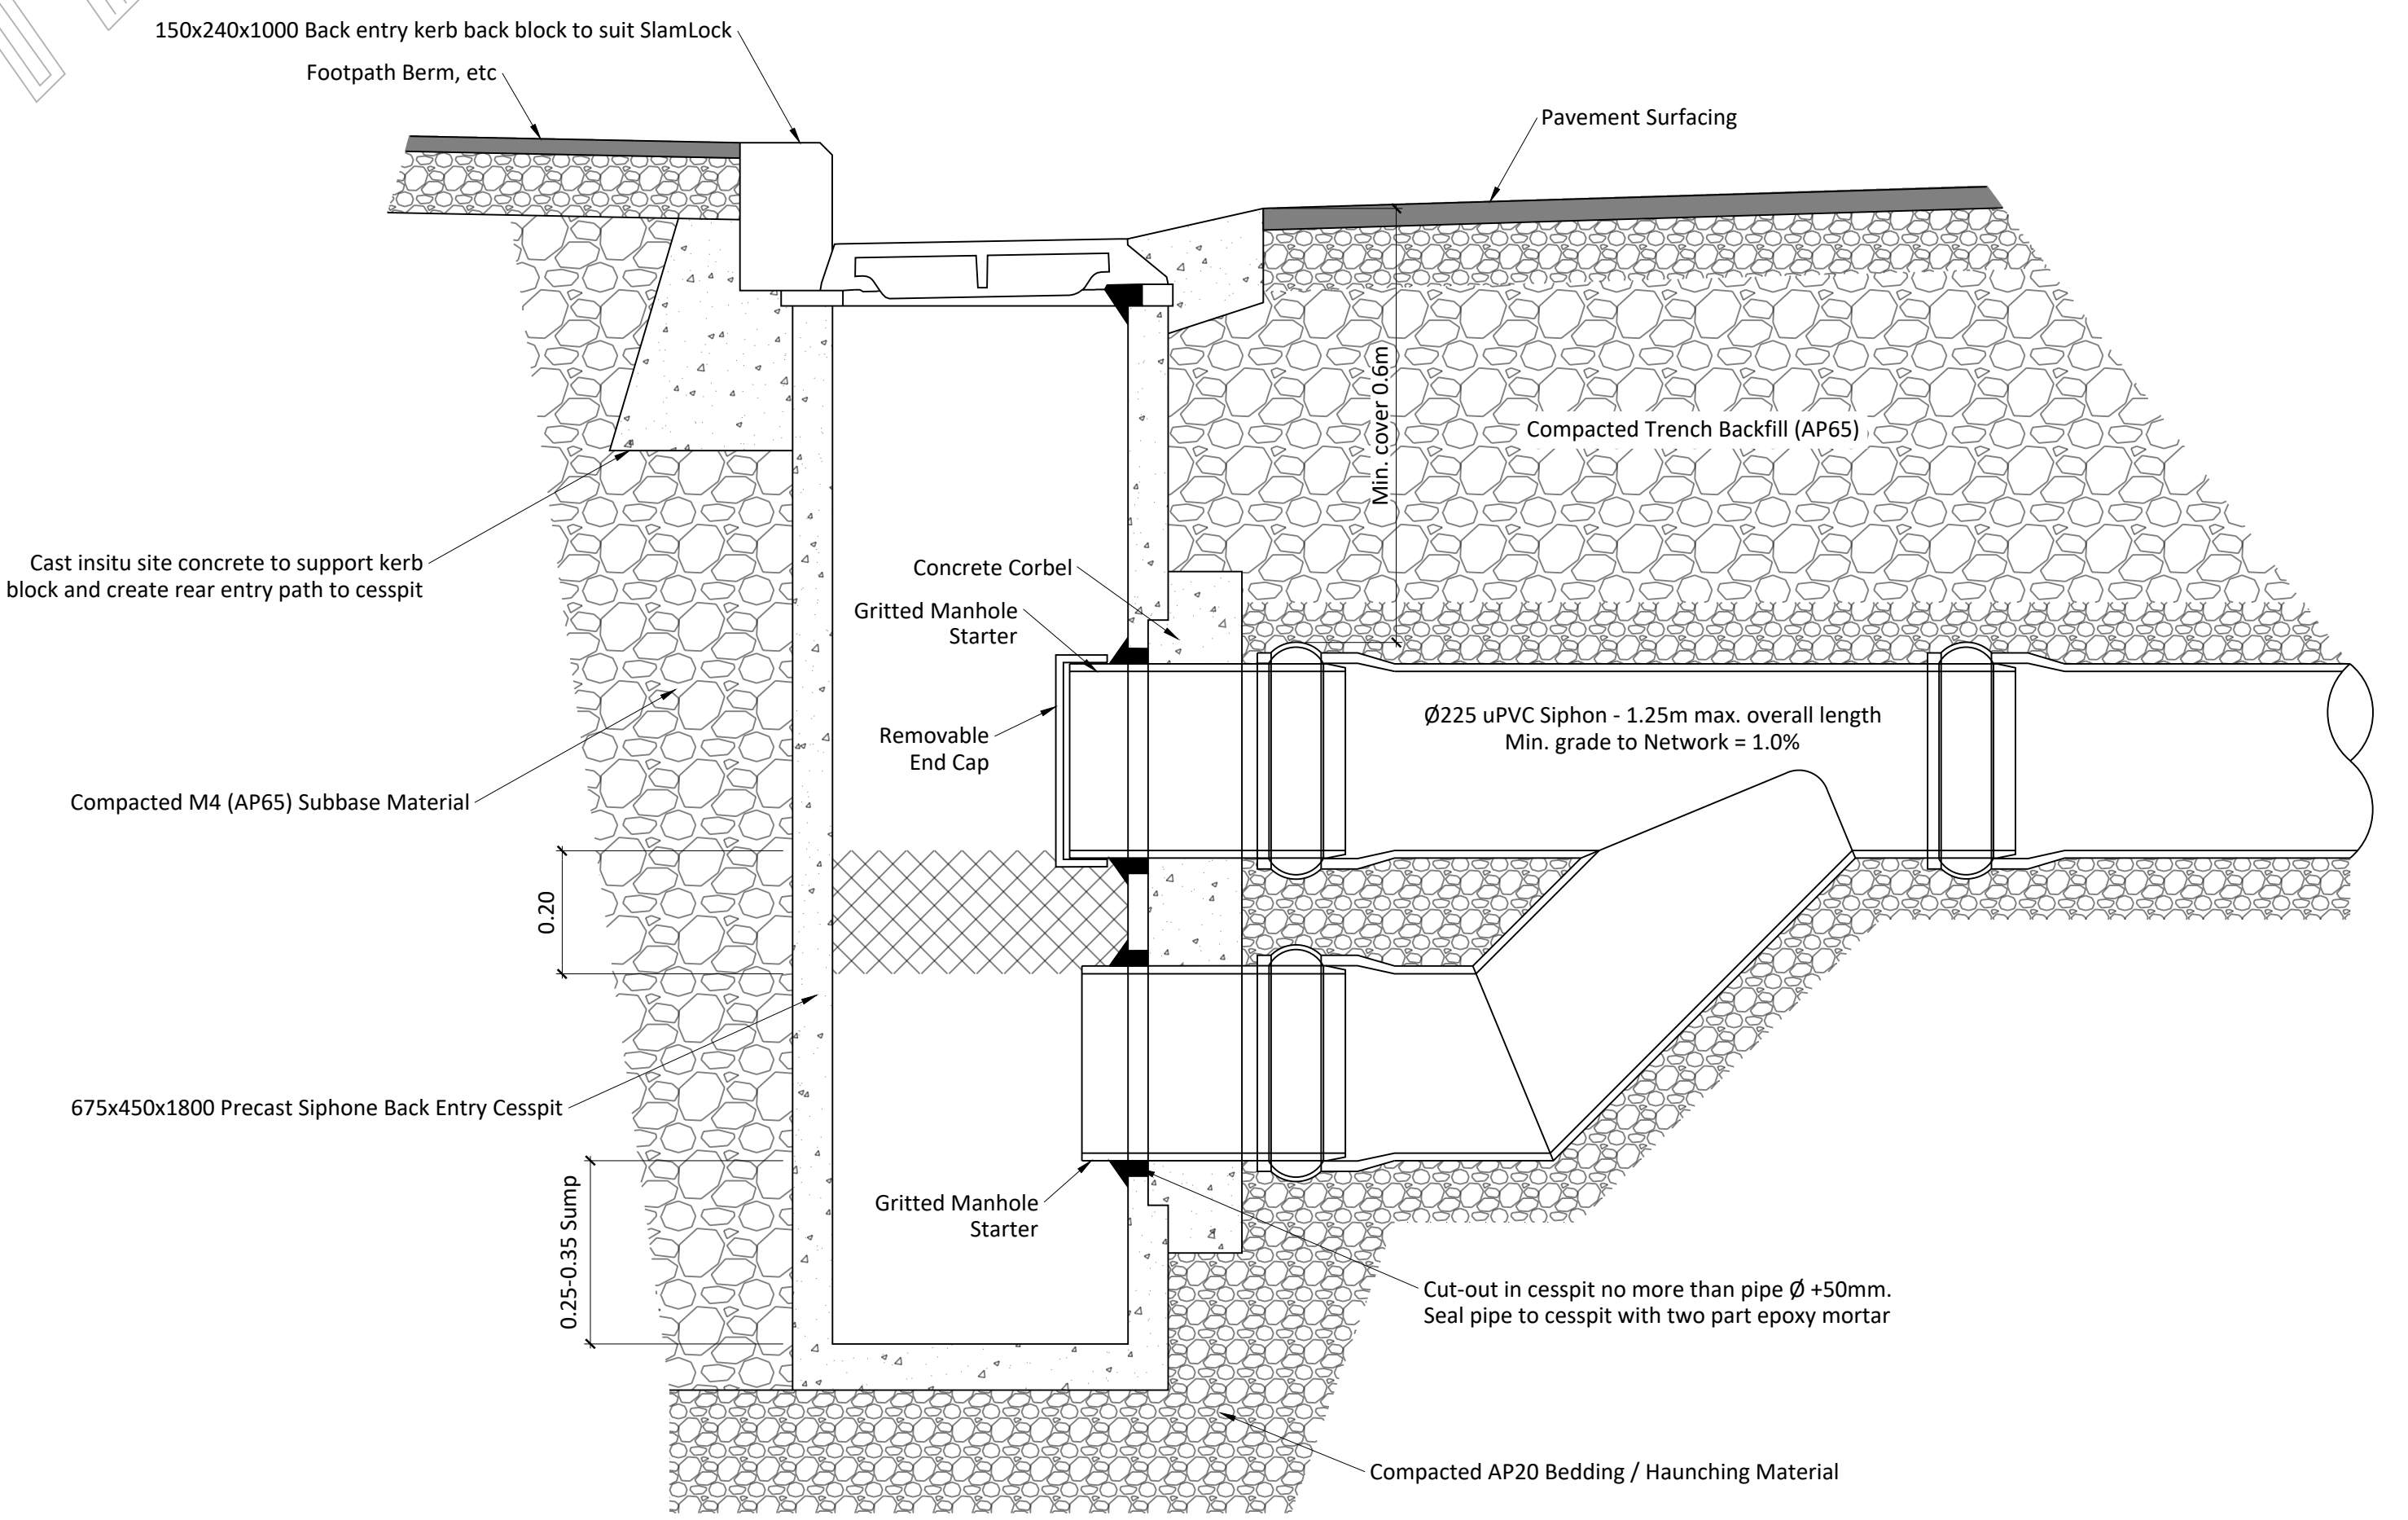 150x240x1000 Back entry kerb back block to suit SlamLock
Footpath Berm, etc
Pavement Surfacing
Min. cover 0.6m
Compacted Trench Backfill (AP65)
Cast insitu site concrete to support kerb
block and create rear entry path to cesspit
Concrete Corbel
Gritted Manhole
Starter
Removable
End Cap
Ø225 uPVC Siphon - 1.25m max. overall length
Min. grade to Network = 1.0%
Compacted M4 (AP65) Subbase Material
0.20
675x450x1800 Precast Siphone Back Entry Cesspit
0.25-0.35 Sump
Gritted Manhole
Starter
Cut-out in cesspit no more than pipe Ø +50mm.
Seal pipe to cesspit with two part epoxy mortar
Compacted AP20 Bedding / Haunching Material